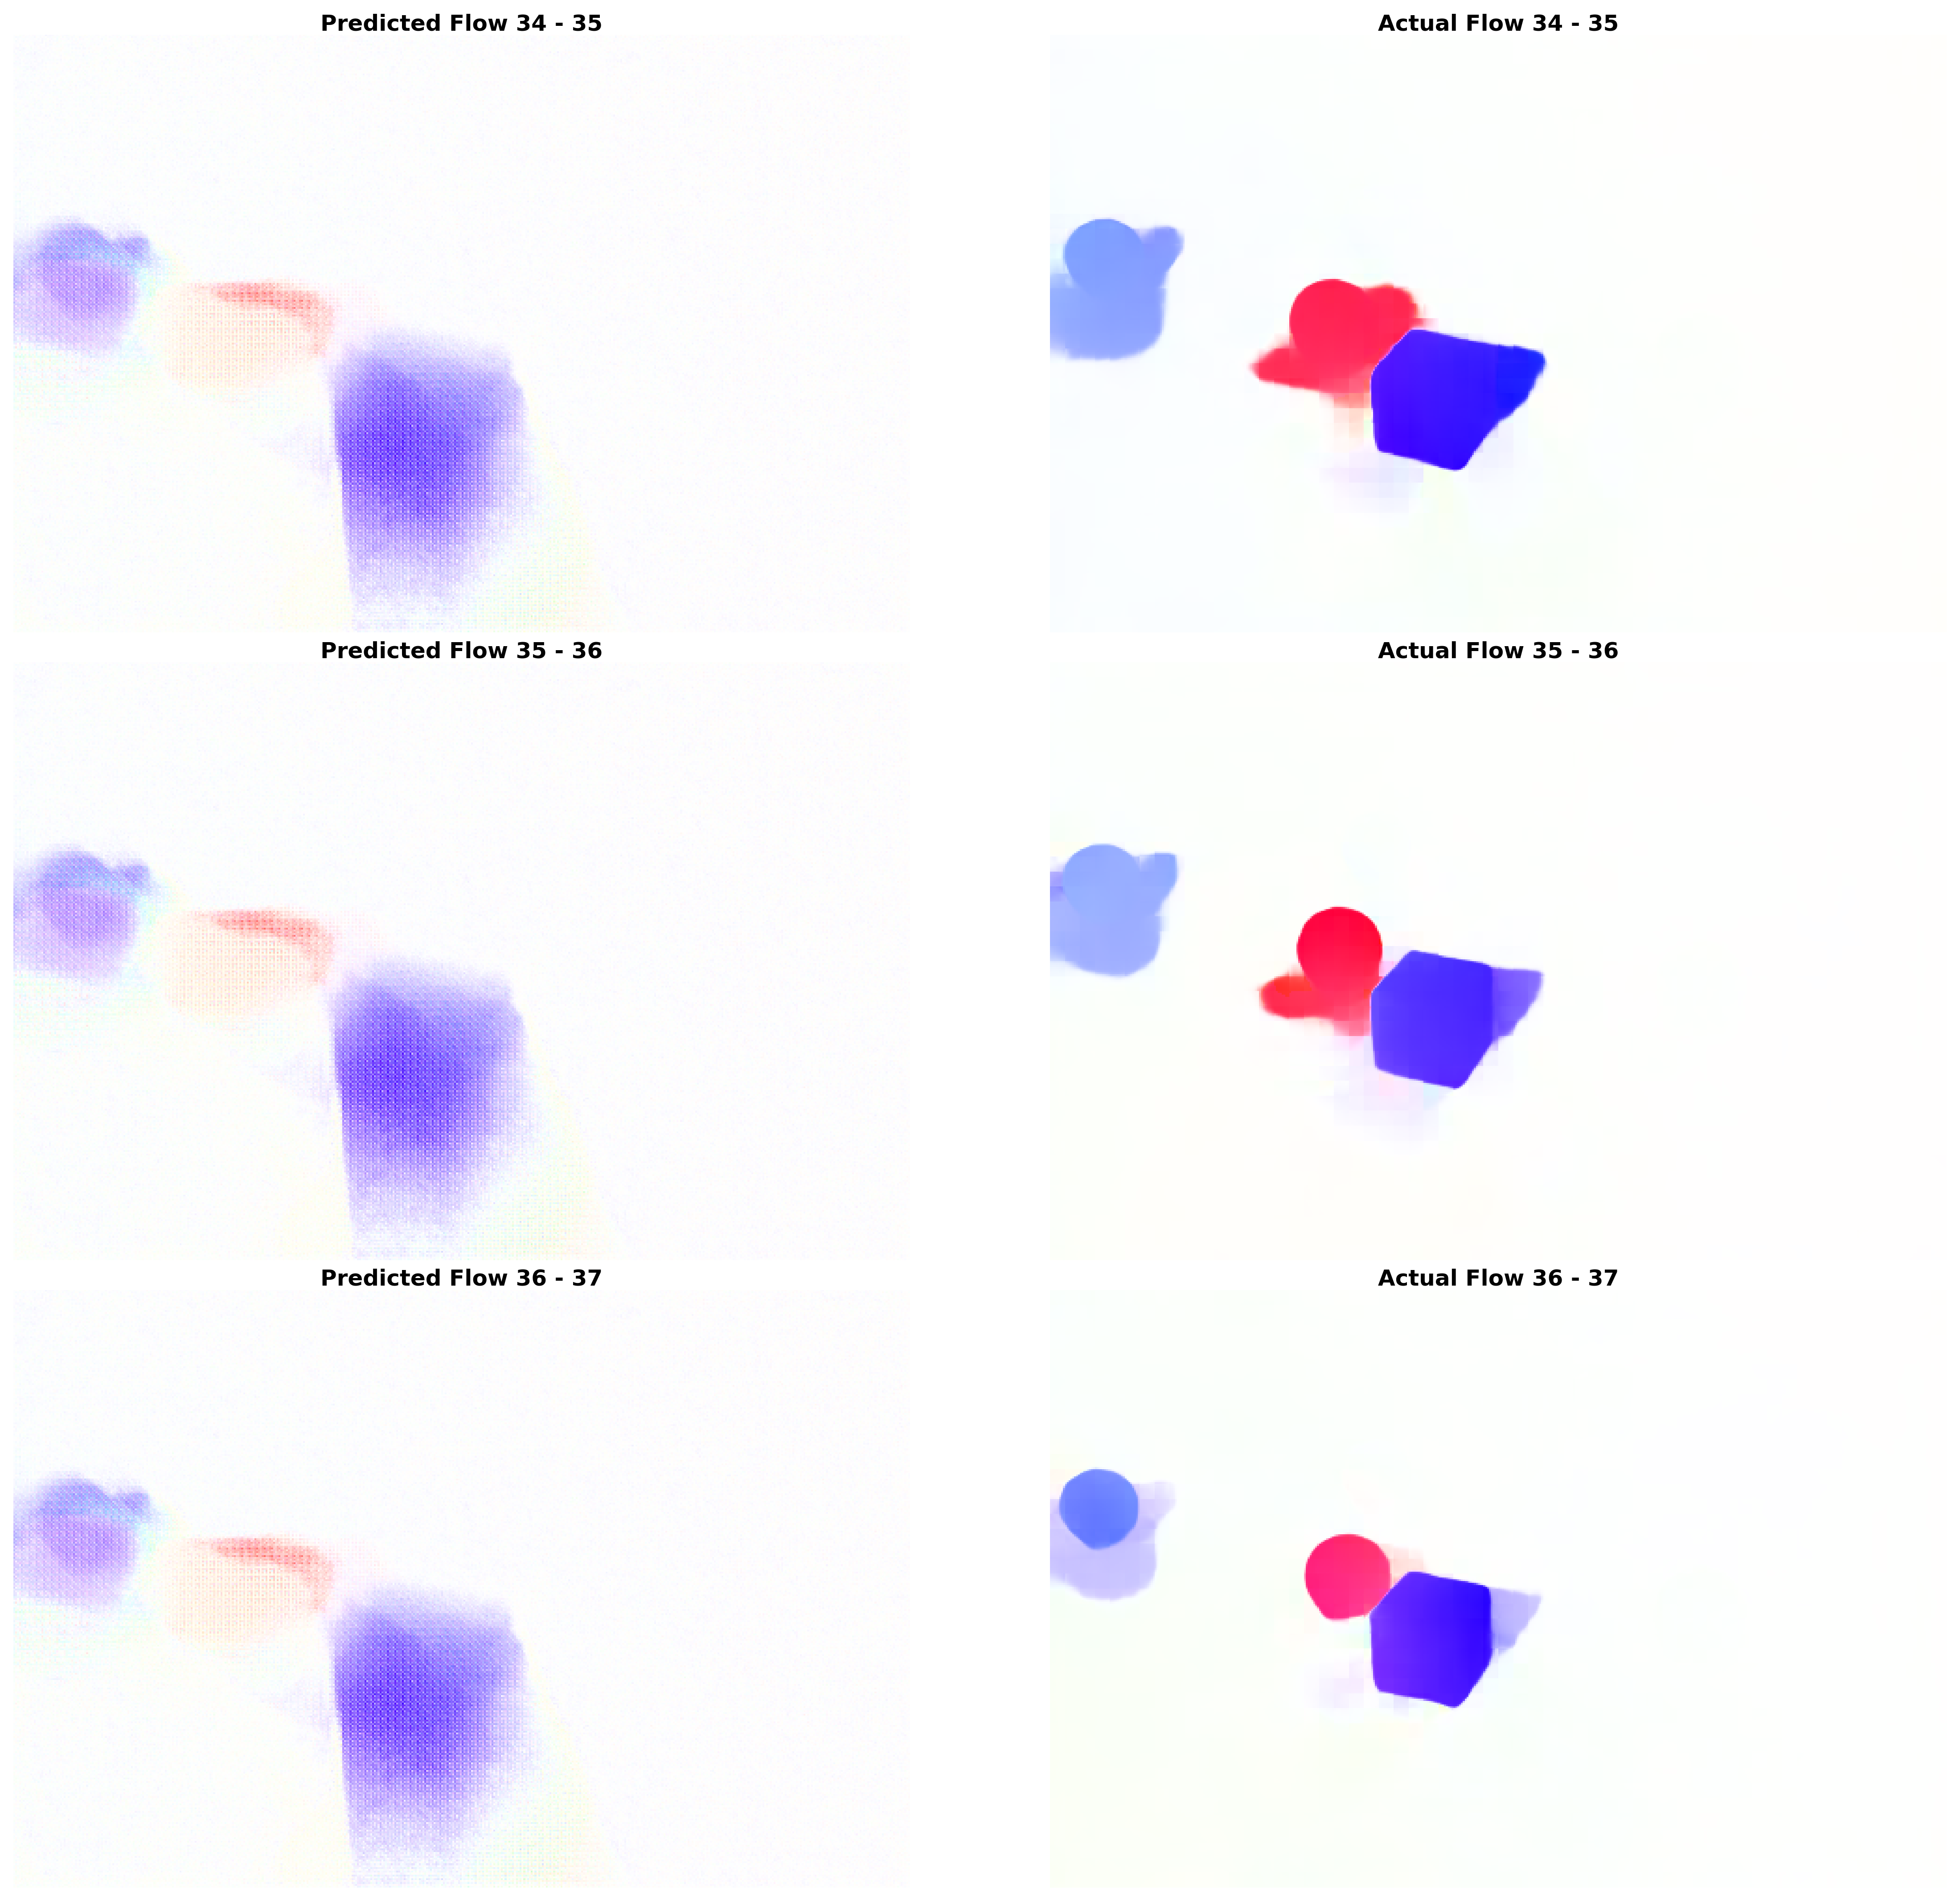 Predicted Flow 34 - 35
Actual Flow 34 - 35
Predicted Flow 35 - 36
Actual Flow 35 - 36
Predicted Flow 36 - 37
Actual Flow 36 - 37